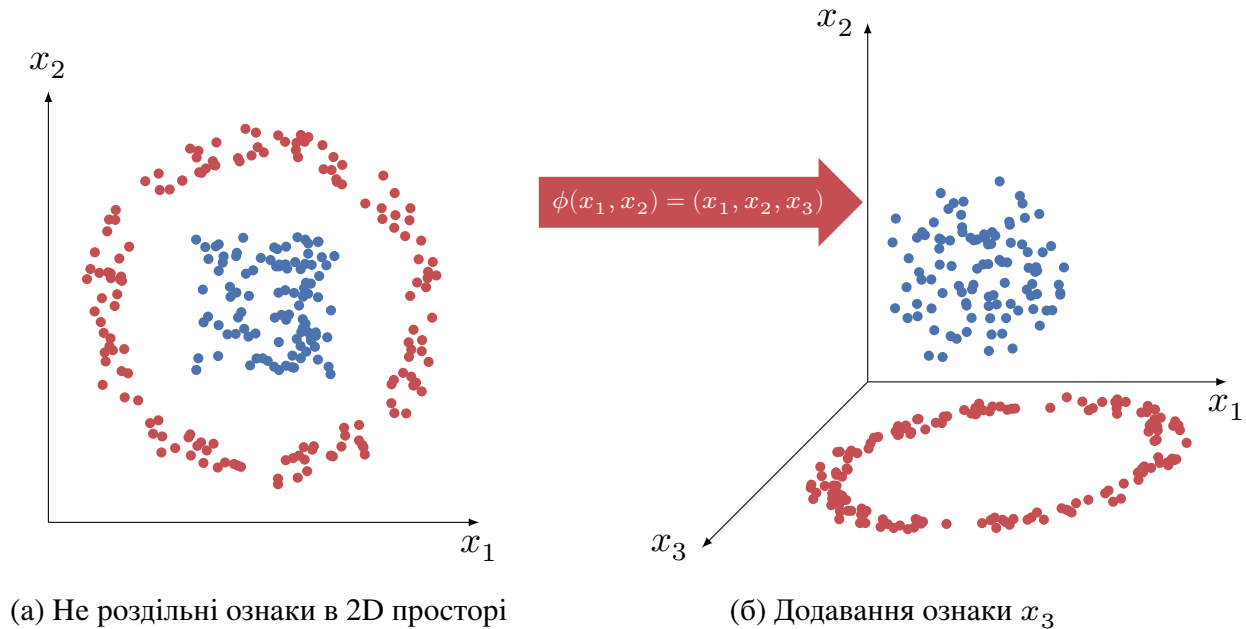 x₂
x₁
ϕ(x₁, x₂) = (x₁, x₂, x₃)
x₂
x₁
x₃
(а) Не роздільні ознаки в 2D просторі
(б) Додавання ознаки x₃